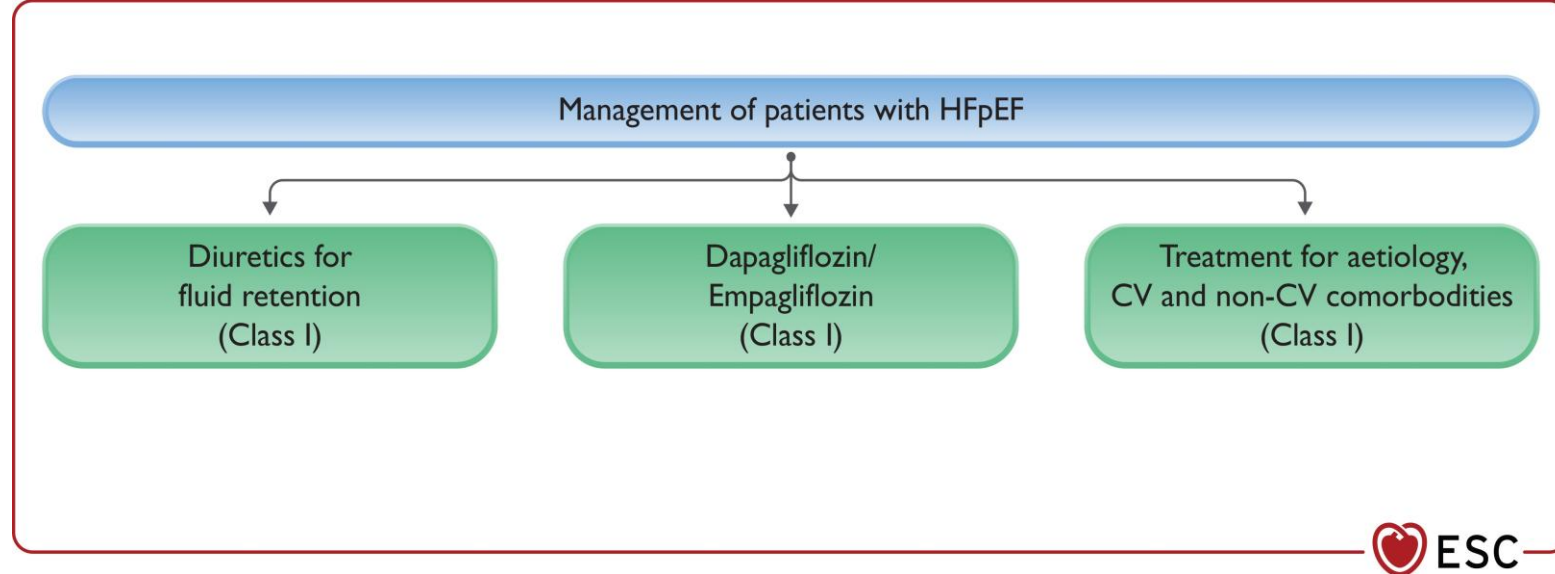 Management of patients with HFpEF
Diuretics for
fluid retention
(Class I)
Dapagliflozin/
Empagliflozin
(Class I)
Treatment for aetiology,
CV and non-CV comorbodities
(Class I)
ESC